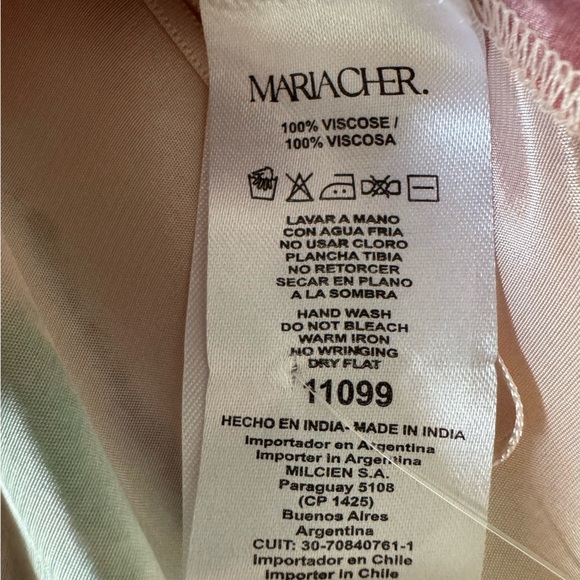 MARIACHER.
100% VISCOSE /
100% VISCOSA
LAVAR A MANO
CON AGUA FRIA
NO USAR CLORO
PLANCHA TIBIA
NO RETORCER
SECAR EN PLANO
A LA SOMBRA
HAND WASH
DO NOT BLEACH
WARM IRON
NO WRINGING
DRY FLAT
11099
HECHO EN INDIA- MADE IN INDIA
Importador en Argentina
Importer in Argentina
MILCIEN S.A.
Paraguay 5108
(CP 1425)
Buenos Aires
Argentina
CUIT: 30-70840761-1
Importador en Chile
Importer in Chile